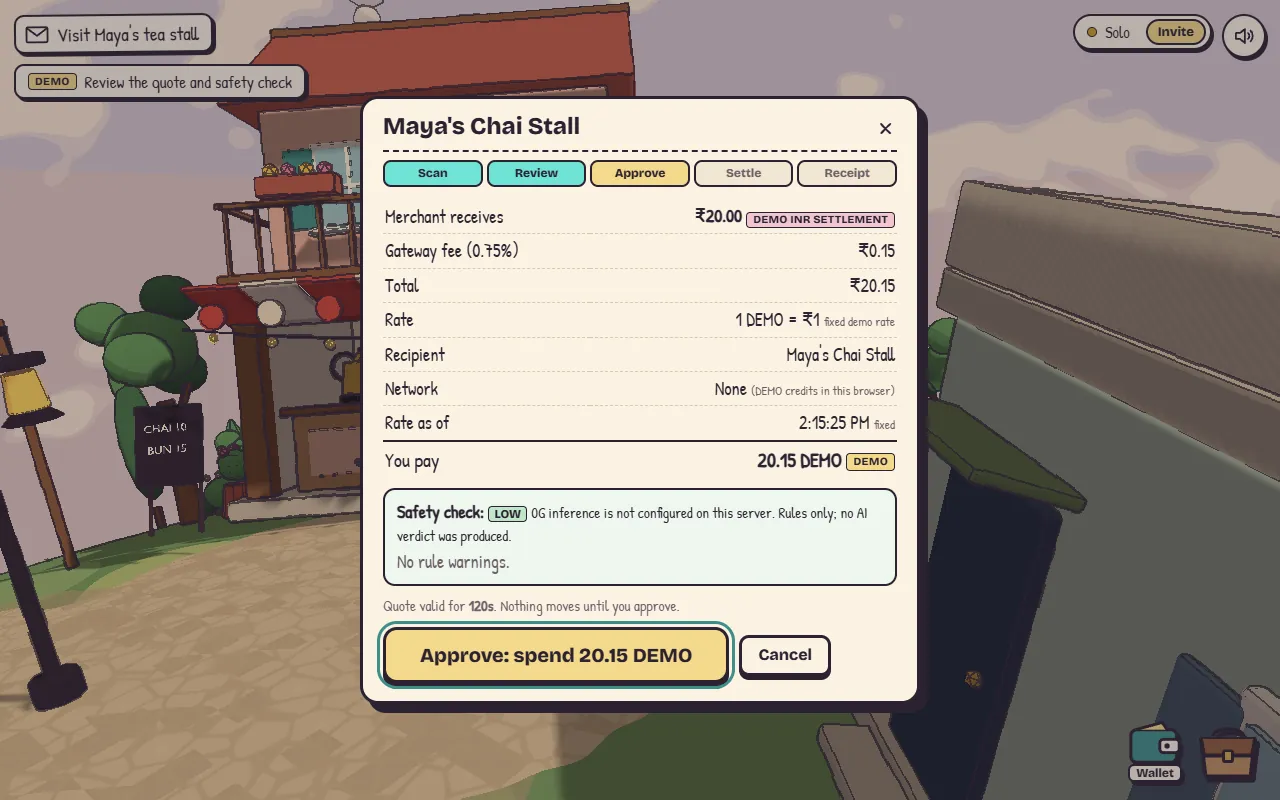 Visit Maya's tea stall
DEMO Review the quote and safety check
Solo Invite
Maya's Chai Stall
Scan Review Approve Settle Receipt
Merchant receives ₹20.00 DEMO INR SETTLEMENT
Gateway fee (0.75%) ₹0.15
Total ₹20.15
Rate 1 DEMO = ₹1 fixed demo rate
Recipient Maya's Chai Stall
Network None (DEMO credits in this browser)
Rate as of 2:15:25 PM fixed
You pay 20.15 DEMO DEMO
Safety check: LOW 0G inference is not configured on this server. Rules only; no AI
verdict was produced.
No rule warnings.
Quote valid for 120s. Nothing moves until you approve.
Approve: spend 20.15 DEMO Cancel
CHAI 10
BUN 15
Wallet